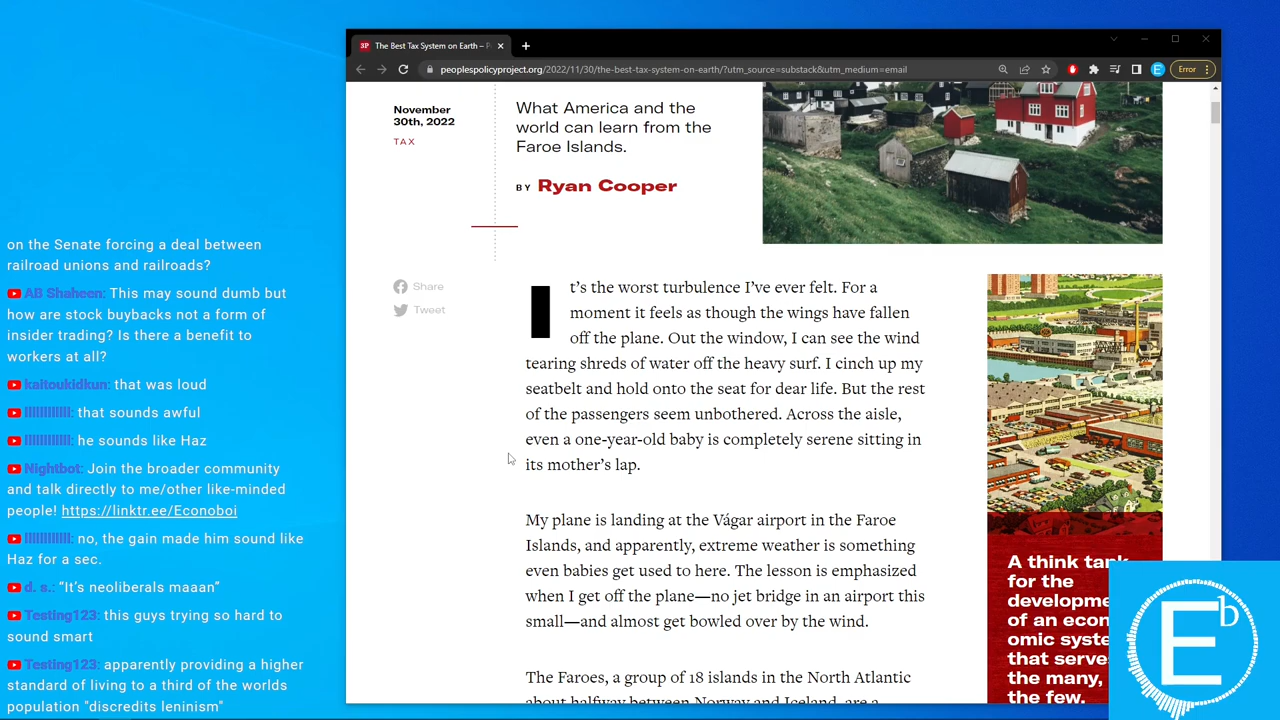 on the Senate forcing a deal between
railroad unions and railroads?
AB Shaheen: This may sound dumb but
how are stock buybacks not a form of
insider trading? Is there a benefit to
workers at all?
kaitoukidkun: that was loud
lllllllllll: that sounds awful
lllllllllll: he sounds like Haz
Nightbot: Join the broader community
and talk directly to me/other like-minded
people! https://linktr.ee/Econoboi
lllllllllll: no, the gain made him sound like
Haz for a sec.
d. s.: “It’s neoliberals maaan”
Testing123: this guys trying so hard to
sound smart
Testing123: apparently providing a higher
standard of living to a third of the worlds
population "discredits leninism"
3P The Best Tax System on Earth – P
peoplespolicyproject.org/2022/11/30/the-best-tax-system-on-earth/?utm_source=substack&utm_medium=email
E
Error
November
30th, 2022
TAX
What America and the
world can learn from the
Faroe Islands.
BY Ryan Cooper
Share
Tweet
It’s the worst turbulence I’ve ever felt. For a
moment it feels as though the wings have fallen
off the plane. Out the window, I can see the wind
tearing shreds of water off the heavy surf. I cinch up my
seatbelt and hold onto the seat for dear life. But the rest
of the passengers seem unbothered. Across the aisle,
even a one-year-old baby is completely serene sitting in
its mother’s lap.
My plane is landing at the Vágar airport in the Faroe
Islands, and apparently, extreme weather is something
even babies get used to here. The lesson is emphasized
when I get off the plane—no jet bridge in an airport this
small—and almost get bowled over by the wind.
The Faroes, a group of 18 islands in the North Atlantic
about halfway between Norway and Iceland, are a
A think tank
for the
developme
of an econ
omic syste
that serve
the many,
the few.
Eb